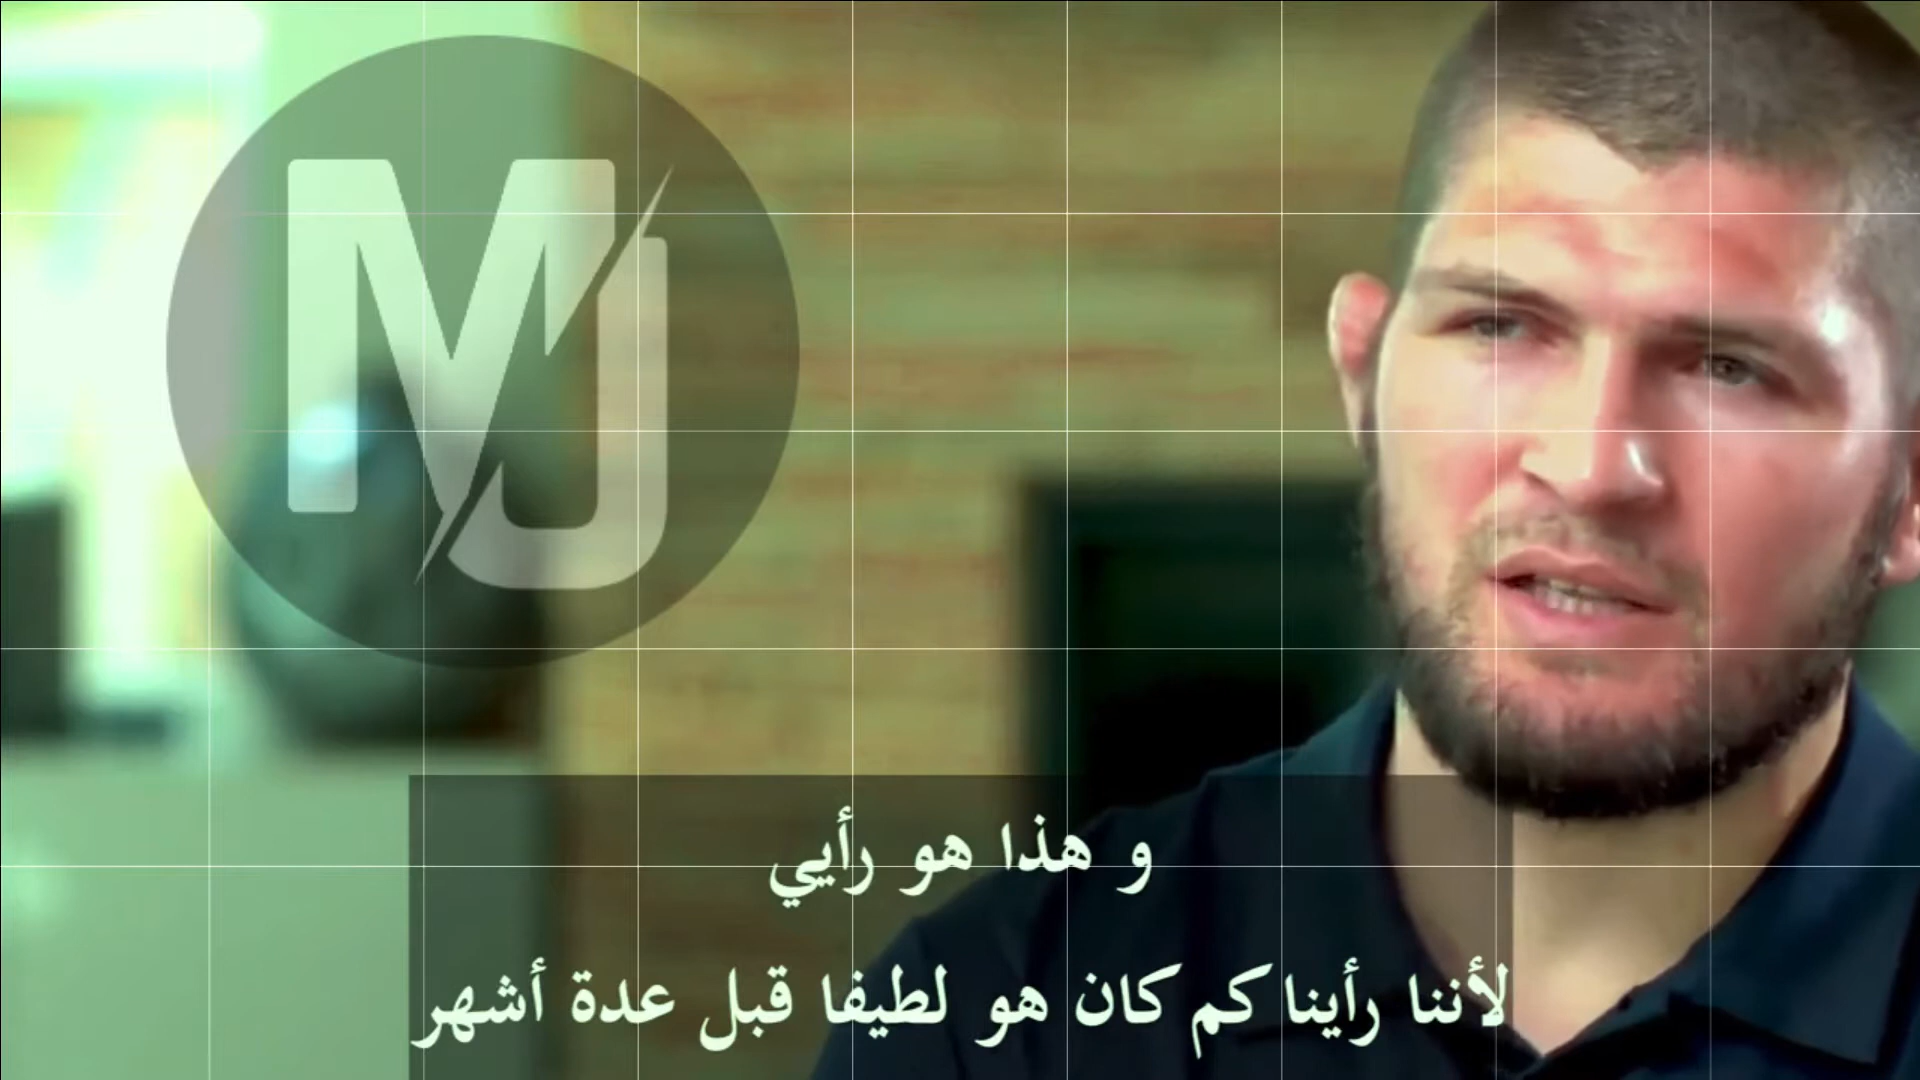 MJ
و هذا هو رأيي
لأننا رأينا كم كان هو لطيفا قبل عدة أشهر